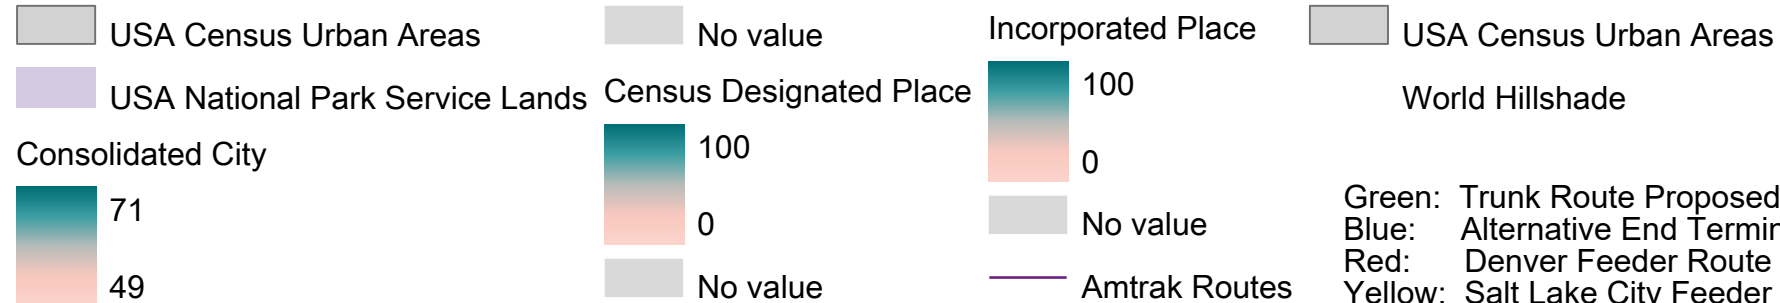 USA Census Urban Areas
USA National Park Service Lands
Consolidated City
71
49
No value
Census Designated Place
100
0
No value
Incorporated Place
100
0
No value
Amtrak Routes
USA Census Urban Areas
World Hillshade
Green: Trunk Route Proposed
Blue: Alternative End Termin
Red: Denver Feeder Route
Yellow: Salt Lake City Feeder